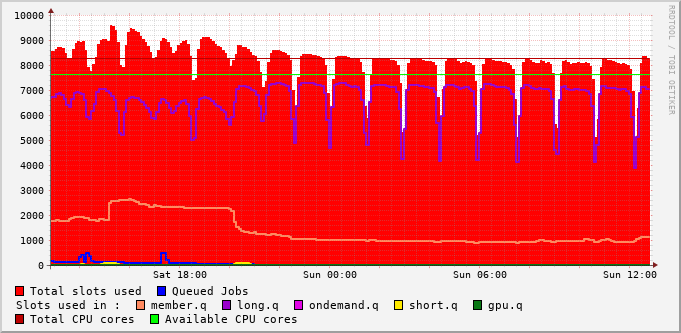 RRDTOOL / TOBI OETIKER
10000
9000
8000
7000
6000
5000
4000
3000
2000
1000
0
Sat 18:00 Sun 00:00 Sun 06:00 Sun 12:00
Total slots used Queued Jobs
Slots used in : member.q long.q ondemand.q short.q gpu.q
Total CPU cores Available CPU cores